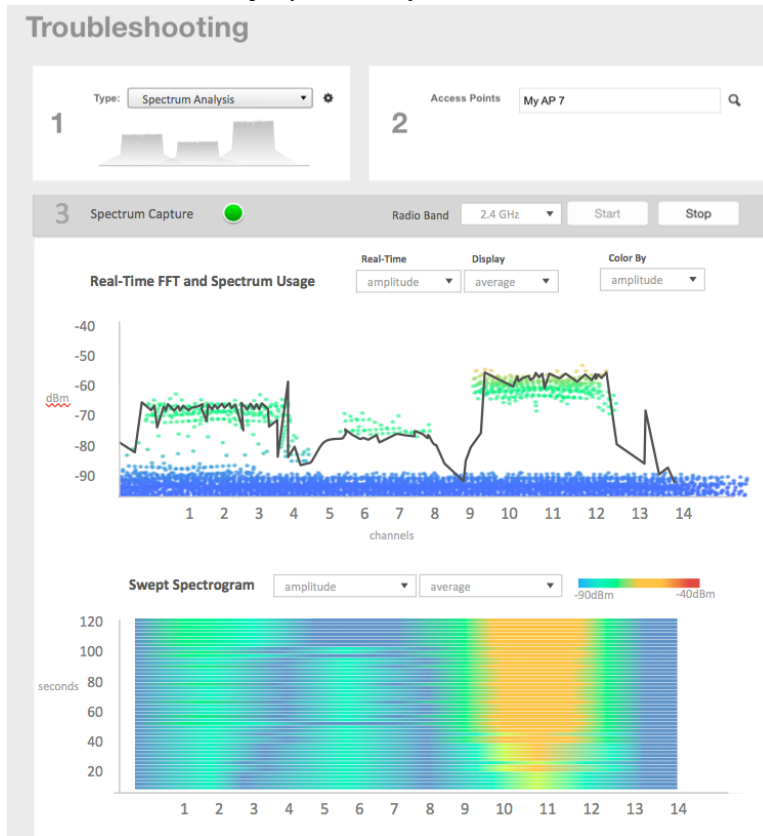 Troubleshooting
1
Type:
Spectrum Analysis
2
Access Points
My AP 7
3
Spectrum Capture
Radio Band
2.4 GHz
Start
Stop
Real-Time FFT and Spectrum Usage
Real-Time
amplitude
Display
average
Color By
amplitude
-40
-50
-60
dBm
-70
-80
-90
1 2 3 4 5 6 7 8 9 10 11 12 13 14
channels
Swept Spectrogram
amplitude
average
-90dBm
-40dBm
120
100
seconds
80
60
40
20
1 2 3 4 5 6 7 8 9 10 11 12 13 14